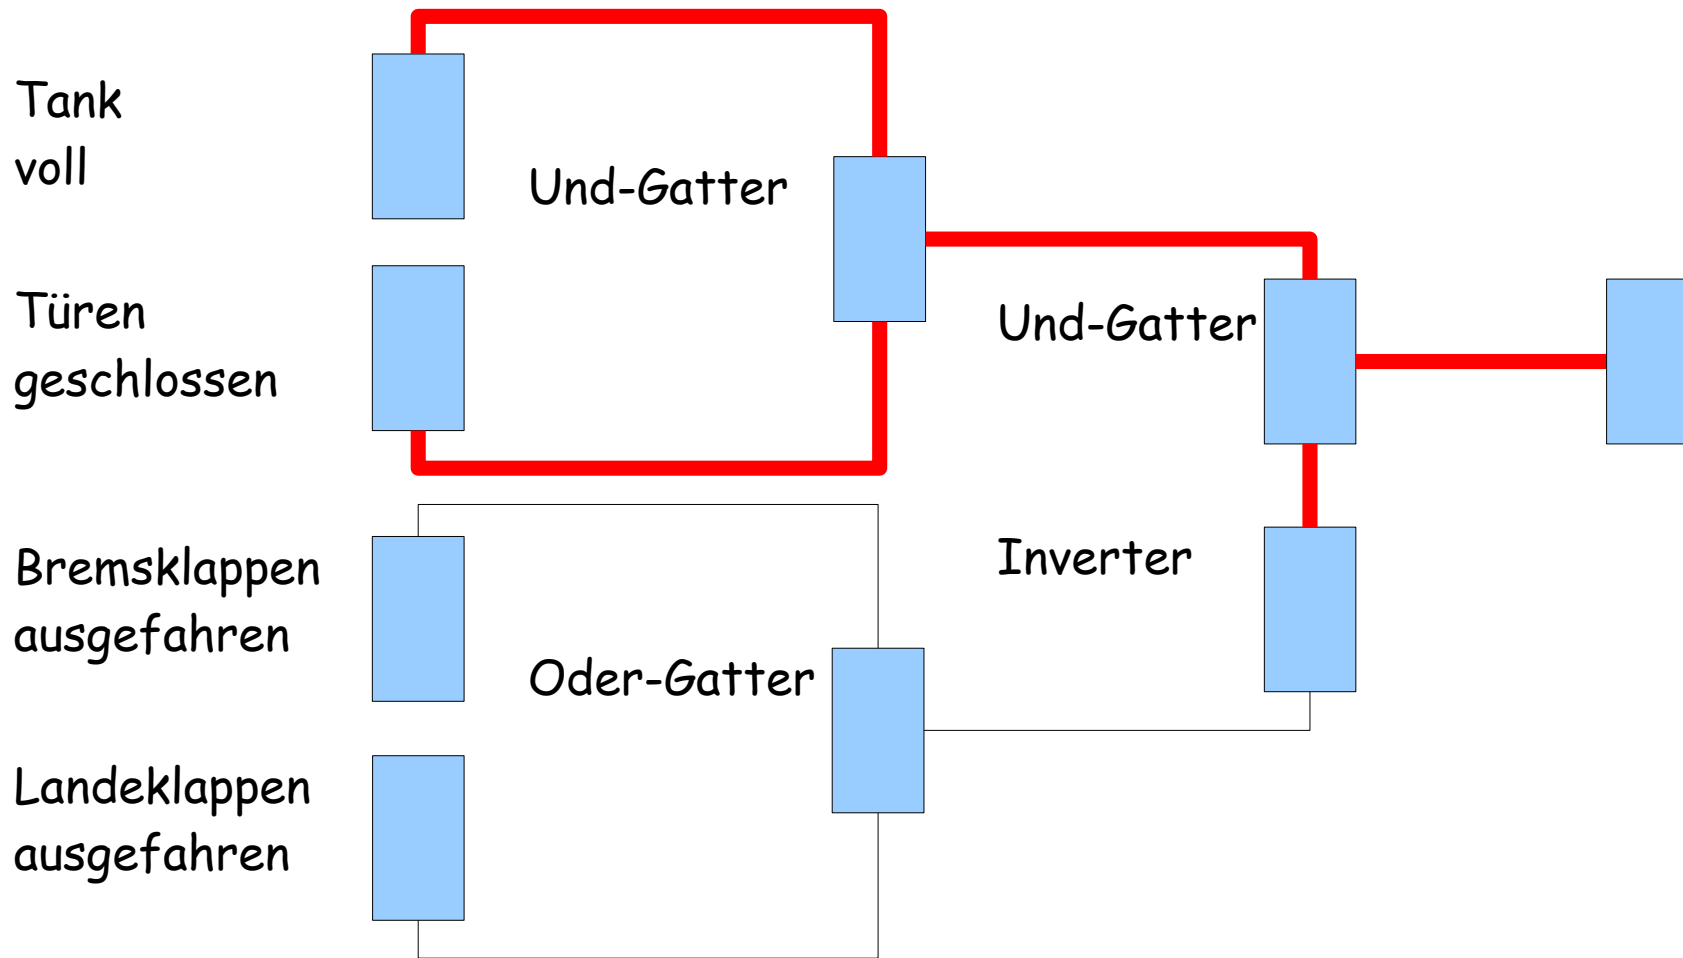 Tank
voll
Und-Gatter
Türen
geschlossen
Und-Gatter
Bremsklappen
ausgefahren
Inverter
Oder-Gatter
Landeklappen
ausgefahren